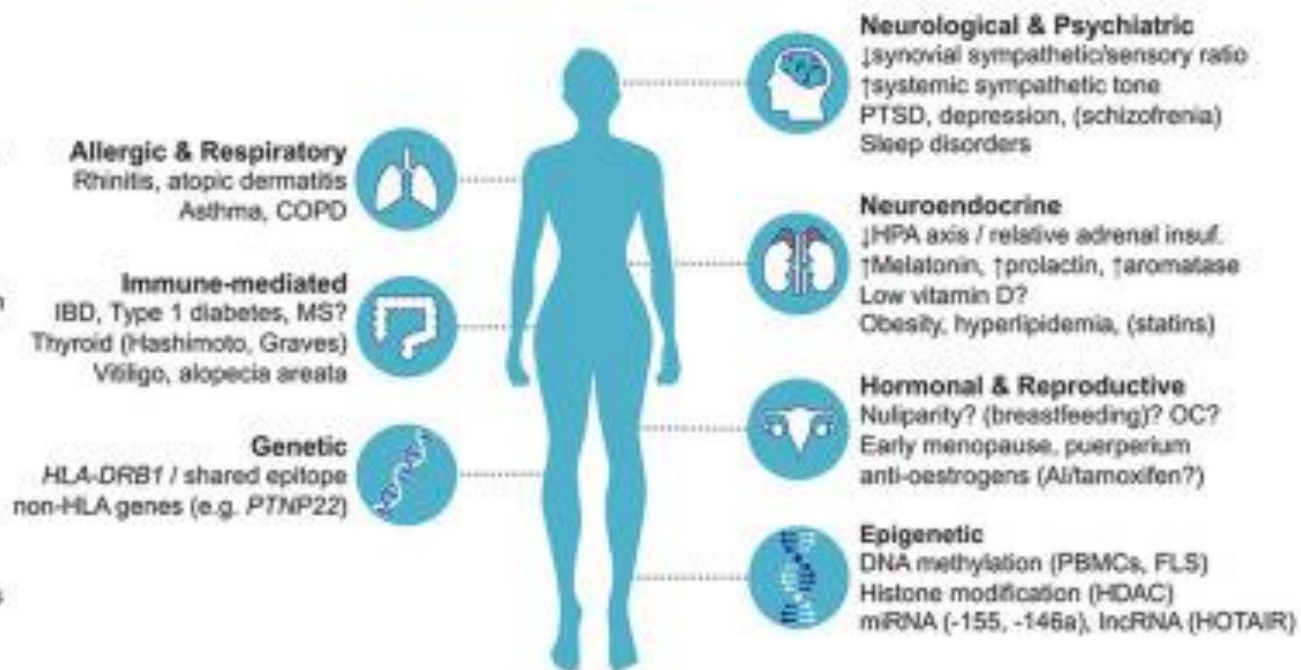 Allergic & Respiratory
Rhinitis, atopic dermatitis
Asthma, COPD
Immune-mediated
IBD, Type 1 diabetes, MS?
Thyroid (Hashimoto, Graves)
Vitiligo, alopecia areata
Genetic
HLA-DRB1 / shared epitope
non-HLA genes (e.g. PTNP22)
Neurological & Psychiatric
↓synovial sympathetic/sensory ratio
↑systemic sympathetic tone
PTSD, depression, (schizofrenia)
Sleep disorders
Neuroendocrine
↓HPA axis / relative adrenal insuf.
↑Melatonin, ↑prolactin, ↑aromatase
Low vitamin D?
Obesity, hyperlipidemia, (statins)
Hormonal & Reproductive
Nuliparity? (breastfeeding)? OC?
Early menopause, puerperium
anti-oestrogens (AI/tamoxifen?)
Epigenetic
DNA methylation (PBMCs, FLS)
Histone modification (HDAC)
miRNA (-155, -146a), lncRNA (HOTAIR)